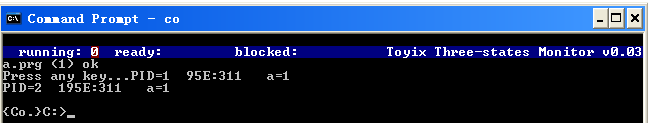 Command Prompt - co
running: 0 ready: blocked: Toyix Three-states Monitor v0.03
a.prg (1) ok
Press any key...PID=1 95E:311 a=1
PID=2 195E:311 a=1
{Co.}C:>_